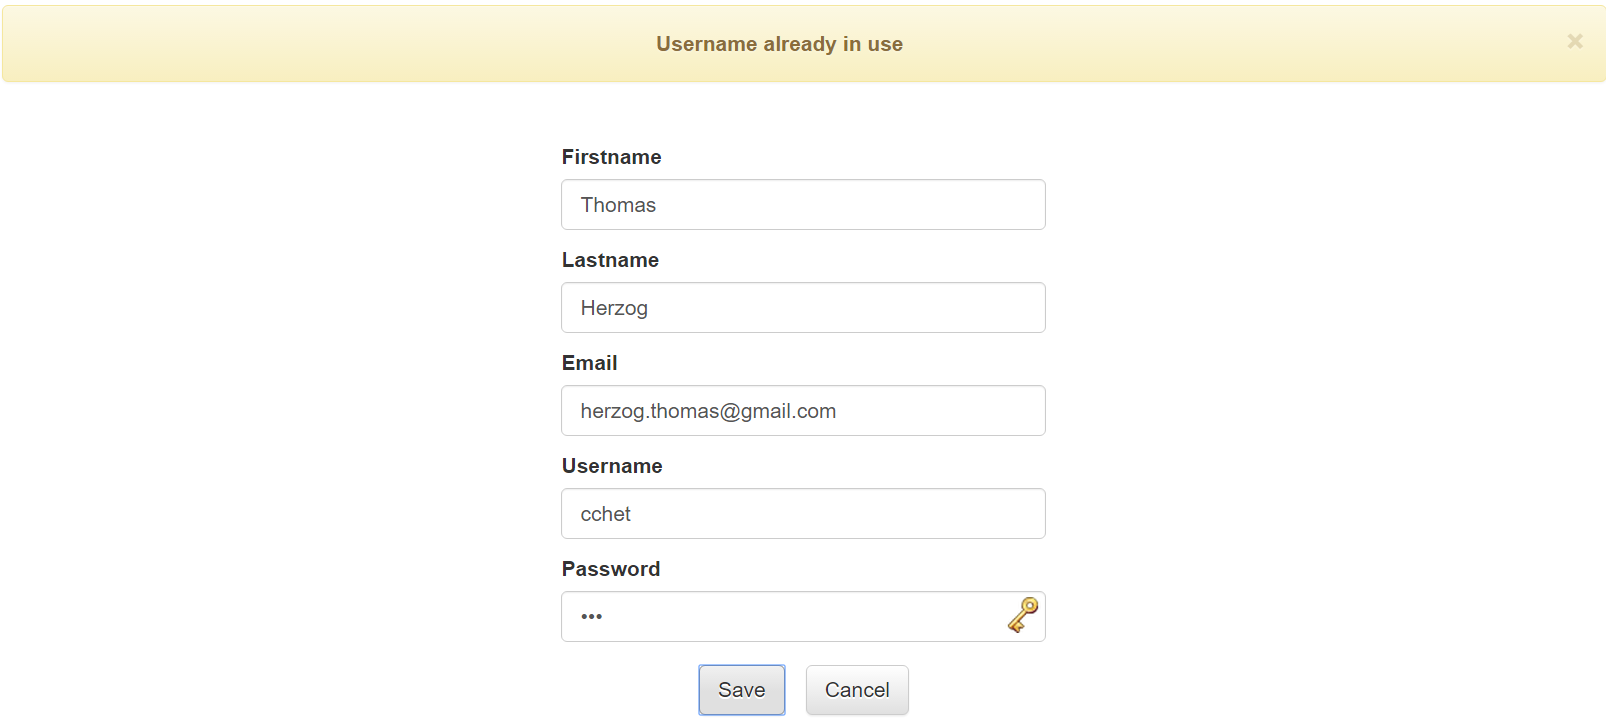 Username already in use
×
Firstname
Thomas
Lastname
Herzog
Email
herzog.thomas@gmail.com
Username
cchet
Password
•••
Save Cancel